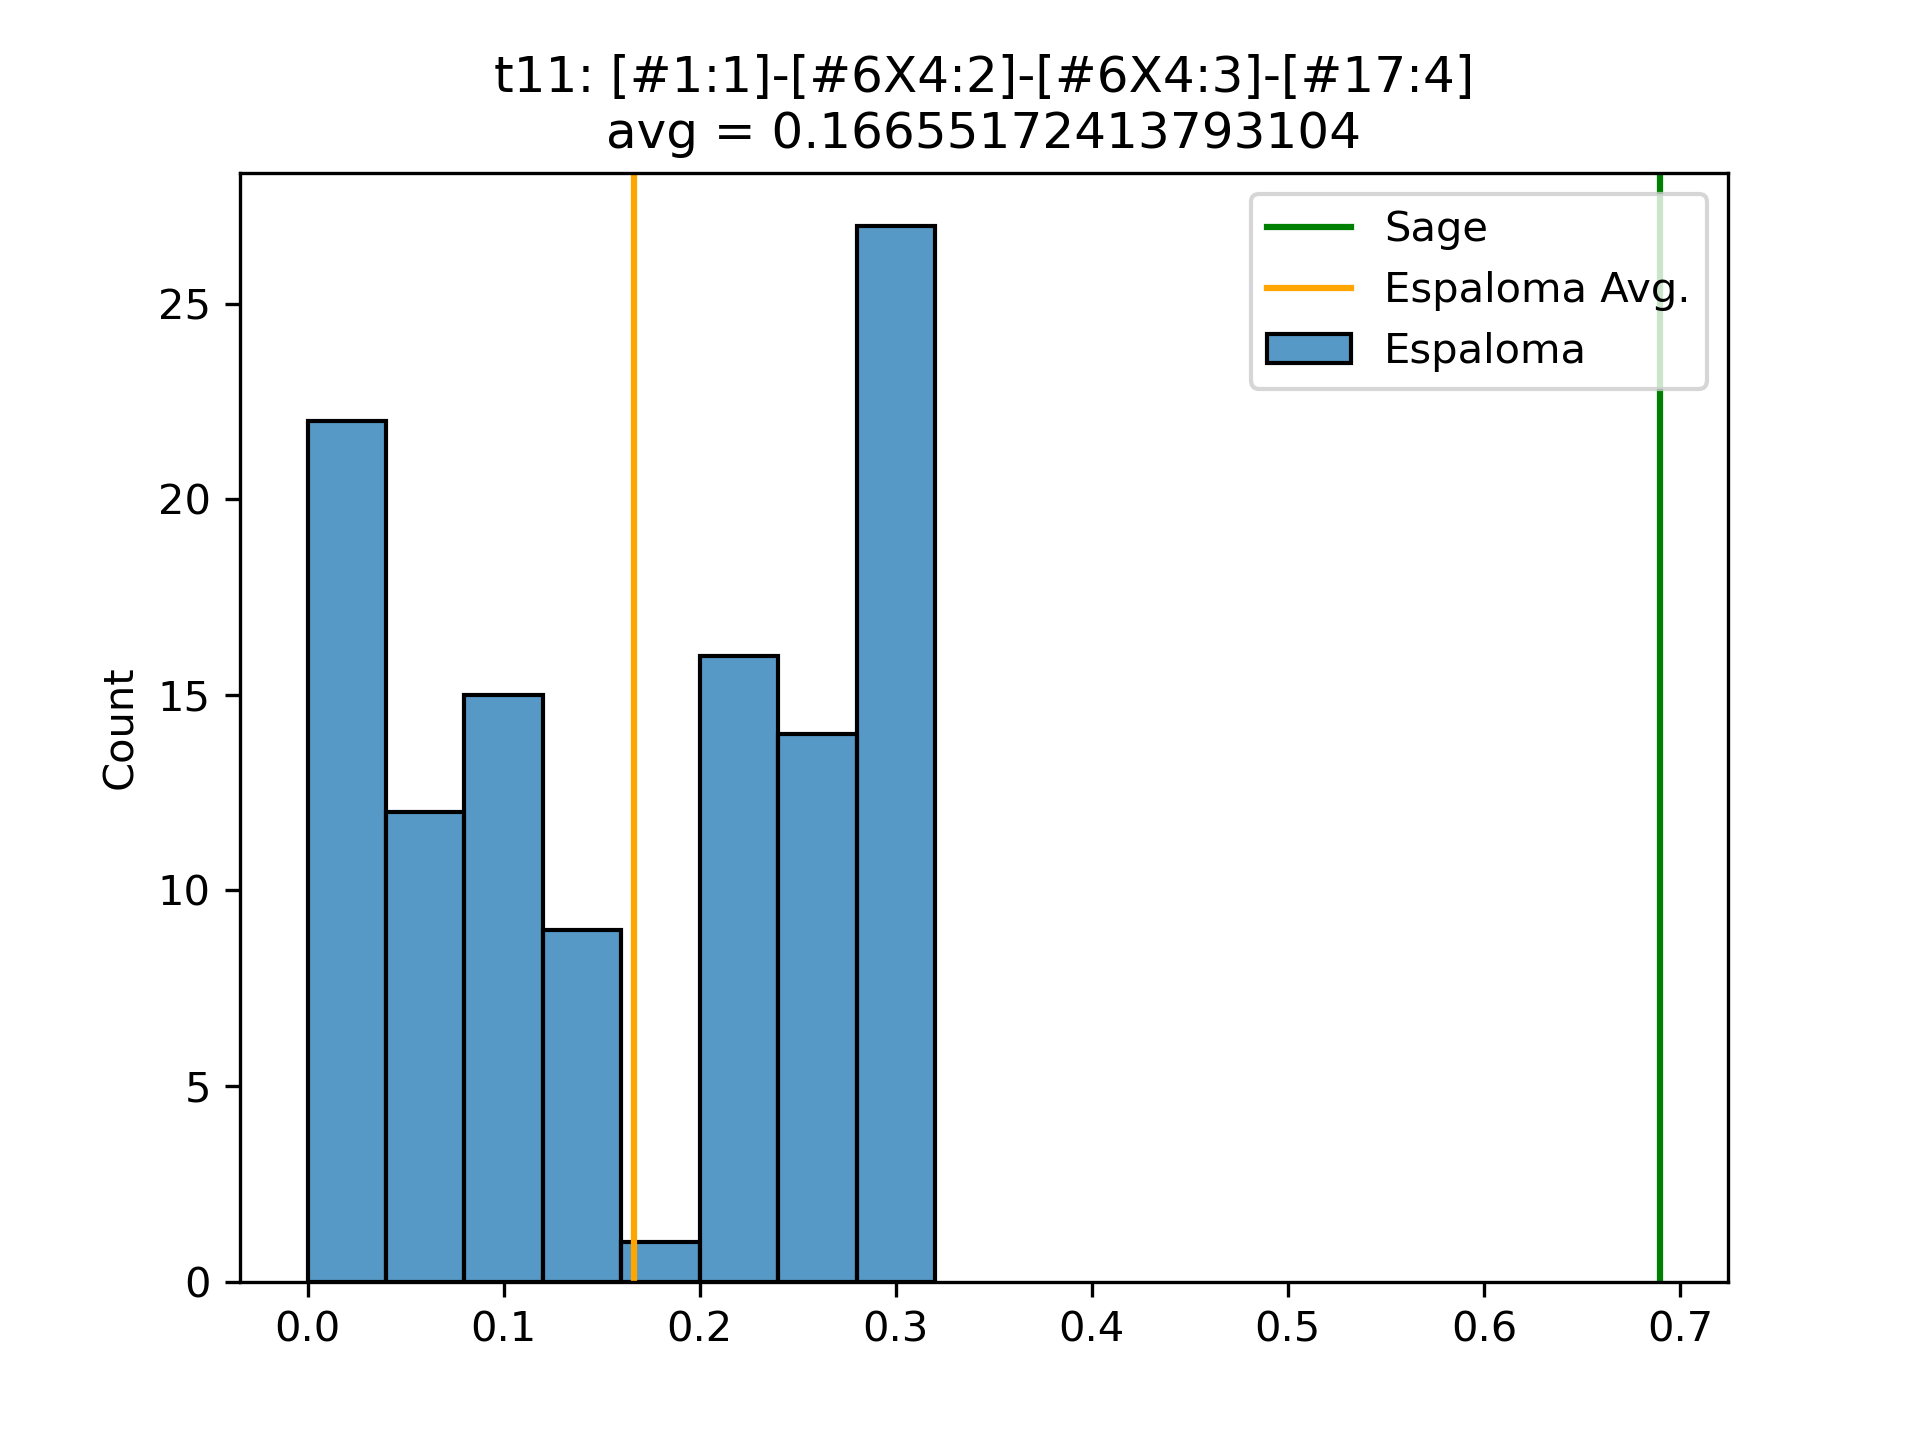 t11: [#1:1]-[#6X4:2]-[#6X4:3]-[#17:4]
avg = 0.16655172413793104
Sage
Espaloma Avg.
Espaloma
Count
25
20
15
10
5
0
0.0 0.1 0.2 0.3 0.4 0.5 0.6 0.7